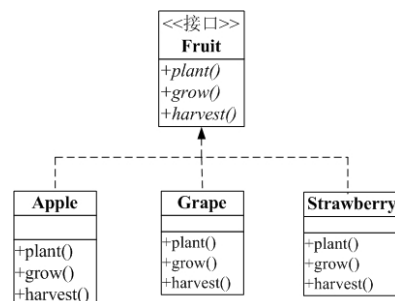 <<接口>>
Fruit
+plant()
+grow()
+harvest()
Apple
+plant()
+grow()
+harvest()
Grape
+plant()
+grow()
+harvest()
Strawberry
+plant()
+grow()
+harvest()